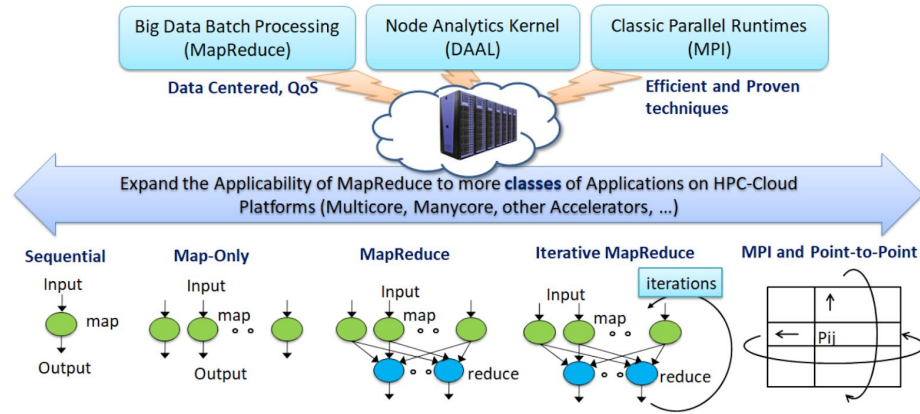 Big Data Batch Processing
(MapReduce)
Node Analytics Kernel
(DAAL)
Classic Parallel Runtimes
(MPI)
Data Centered, QoS
Efficient and Proven
techniques
Expand the Applicability of MapReduce to more classes of Applications on HPC-Cloud
Platforms (Multicore, Manycore, other Accelerators, …)
Sequential
Input
map
Output
Map-Only
Input
map
Output
MapReduce
Input
map
reduce
Iterative MapReduce
iterations
Input
map
reduce
MPI and Point-to-Point
Pij